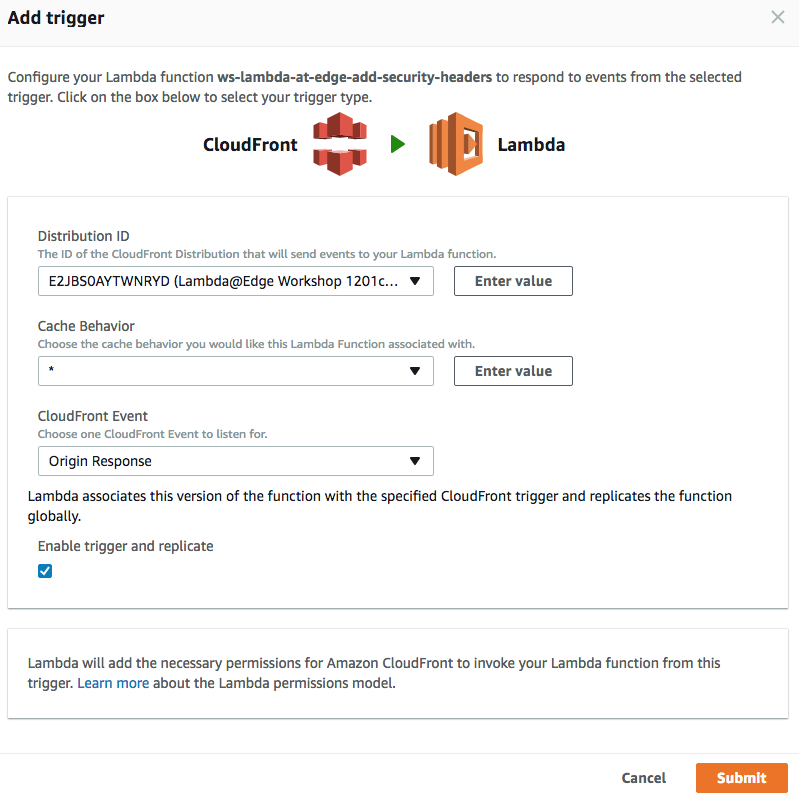 Add trigger
Configure your Lambda function ws-lambda-at-edge-add-security-headers to respond to events from the selected
trigger. Click on the box below to select your trigger type.
CloudFront Lambda
Distribution ID
The ID of the CloudFront Distribution that will send events to your Lambda function.
E2JBS0AYTWNRYD (Lambda@Edge Workshop 1201c... Enter value
Cache Behavior
Choose the cache behavior you would like this Lambda Function associated with.
* Enter value
CloudFront Event
Choose one CloudFront Event to listen for.
Origin Response
Lambda associates this version of the function with the specified CloudFront trigger and replicates the function
globally.
Enable trigger and replicate
Lambda will add the necessary permissions for Amazon CloudFront to invoke your Lambda function from this
trigger. Learn more about the Lambda permissions model.
Cancel Submit